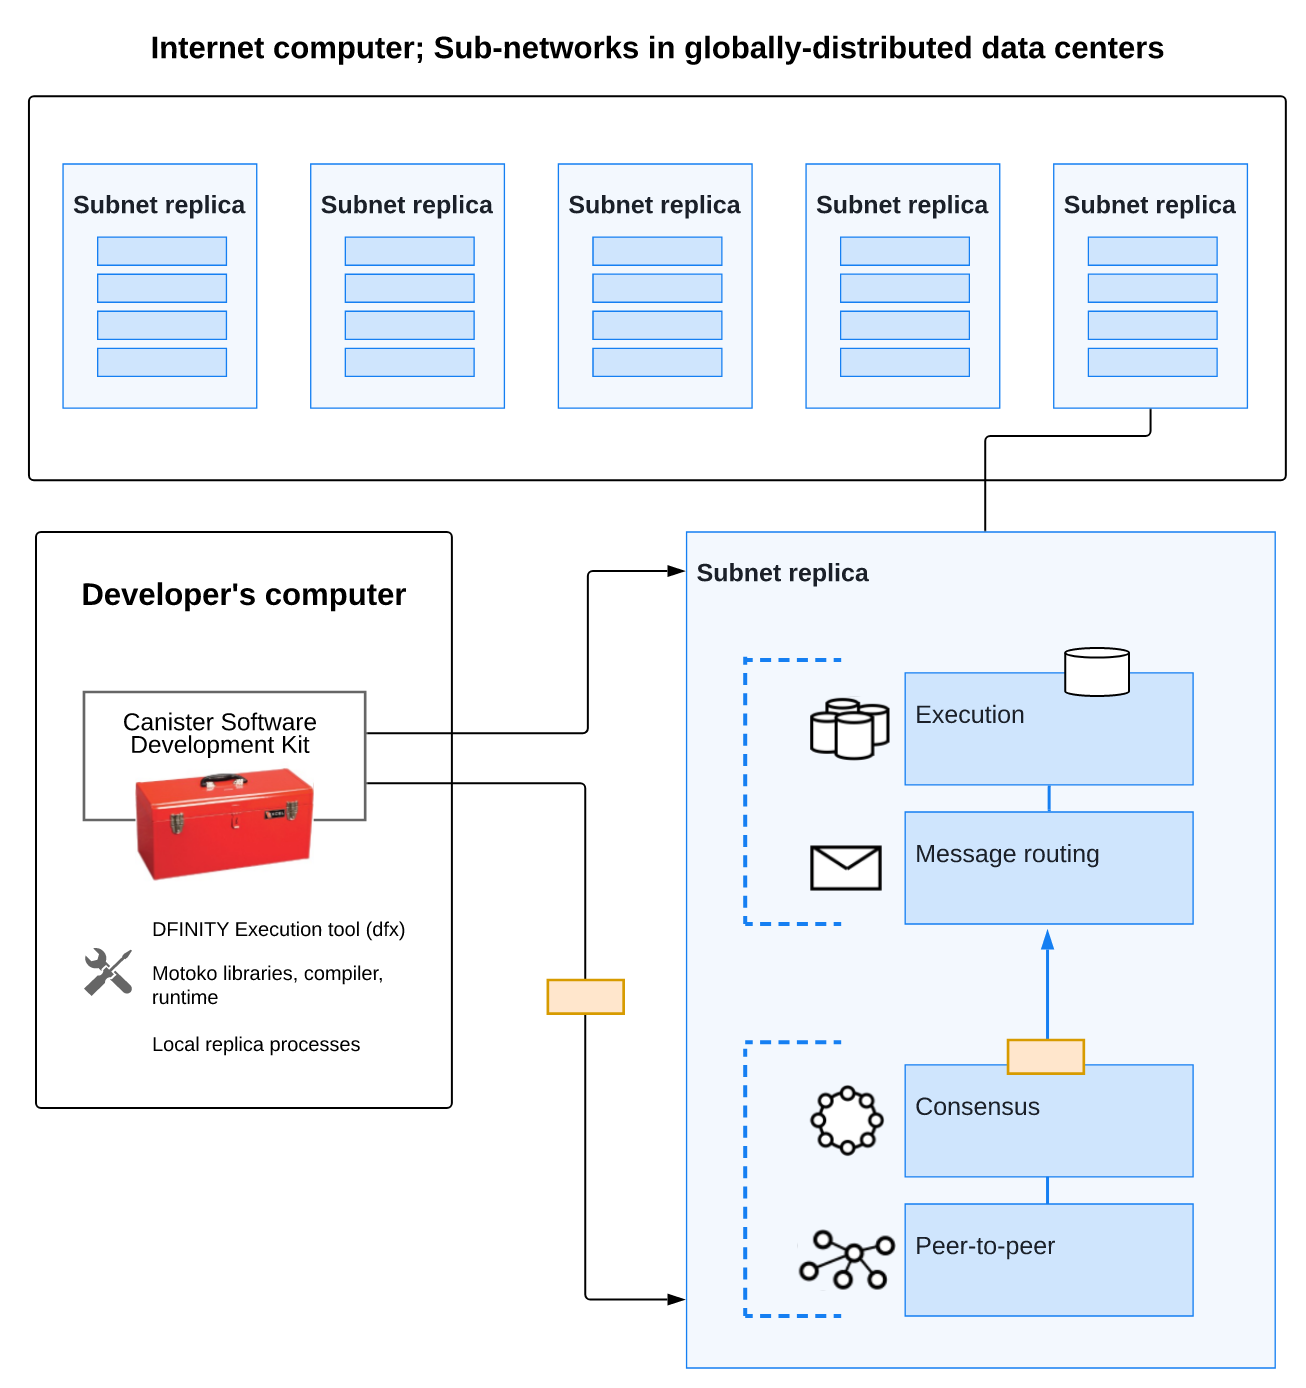 Internet computer; Sub-networks in globally-distributed data centers
Subnet replica
Subnet replica
Subnet replica
Subnet replica
Subnet replica
Developer's computer
Canister Software
Development Kit
DFINITY Execution tool (dfx)
Motoko libraries, compiler,
runtime
Local replica processes
Subnet replica
Execution
Message routing
Consensus
Peer-to-peer